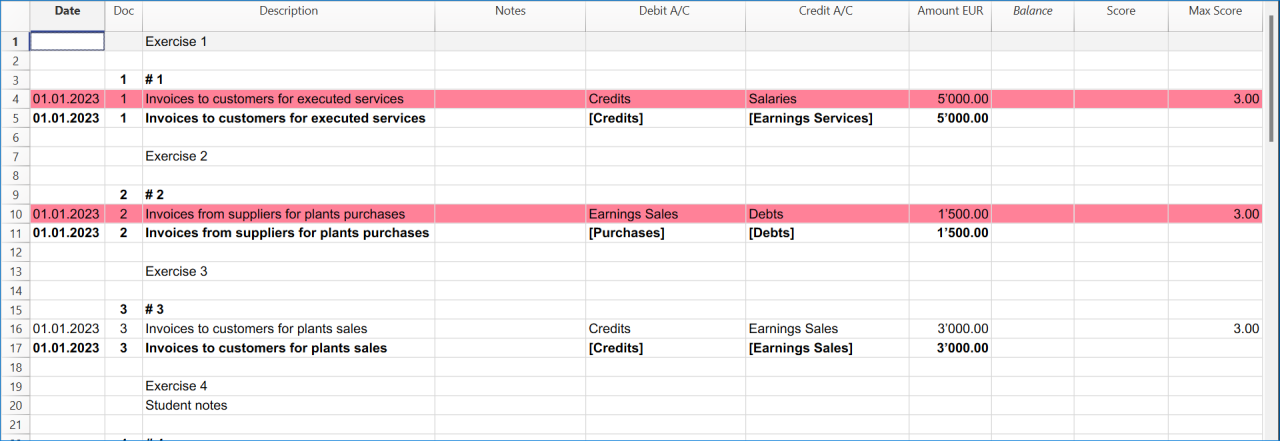 Date Doc Description Notes Debit A/C Credit A/C Amount EUR Balance Score Max Score
1 Exercise 1
2
3 1 # 1
4 01.01.2023 1 Invoices to customers for executed services Credits Salaries 5'000.00 3.00
5 01.01.2023 1 Invoices to customers for executed services [Credits] [Earnings Services] 5'000.00
6
7 Exercise 2
8
9 2 # 2
10 01.01.2023 2 Invoices from suppliers for plants purchases Earnings Sales Debts 1'500.00 3.00
11 01.01.2023 2 Invoices from suppliers for plants purchases [Purchases] [Debts] 1'500.00
12
13 Exercise 3
14
15 3 # 3
16 01.01.2023 3 Invoices to customers for plants sales Credits Earnings Sales 3'000.00 3.00
17 01.01.2023 3 Invoices to customers for plants sales [Credits] [Earnings Sales] 3'000.00
18
19 Exercise 4
20 Student notes
21